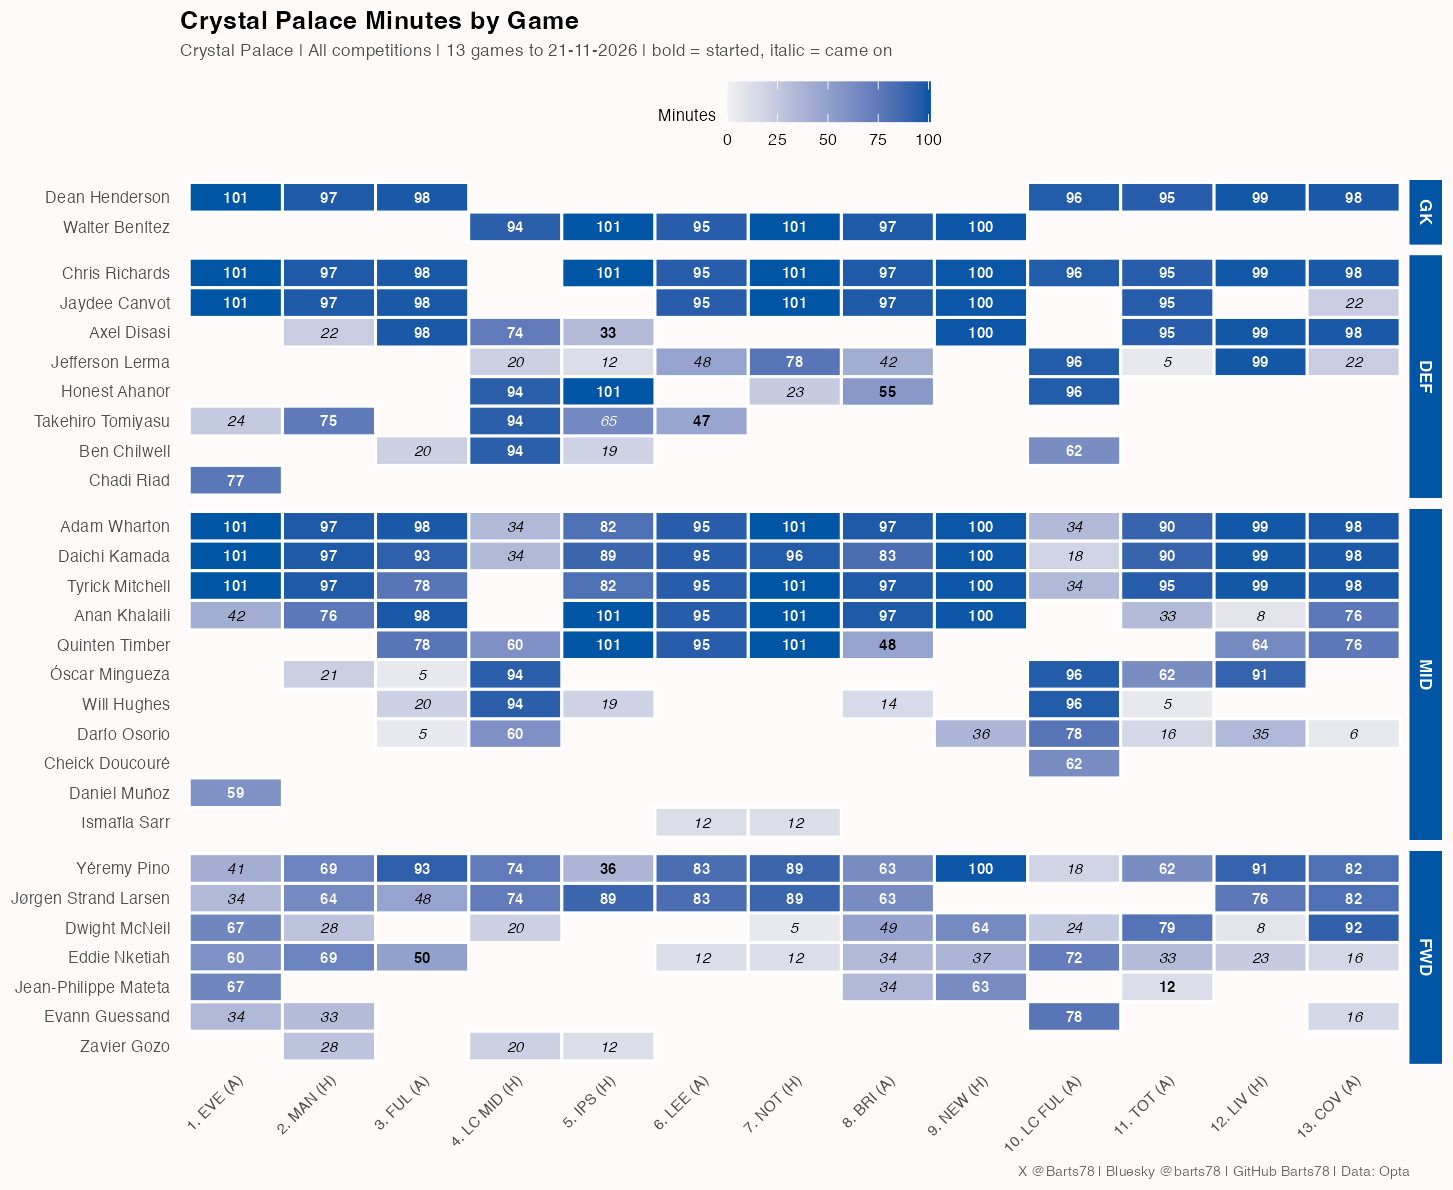 Crystal Palace Minutes by Game
Crystal Palace | All competitions | 13 games to 21-11-2026 | bold = started, italic = came on
Minutes
0 25 50 75 100
Dean Henderson 101 97 98 96 95 99 98
Walter Benítez 94 101 95 101 97 100
GK
Chris Richards 101 97 98 101 95 101 97 100 96 95 99 98
Jaydee Canvot 101 97 98 95 101 97 100 95 22
Axel Disasi 22 98 74 33 100 95 99 98
Jefferson Lerma 20 12 48 78 42 96 5 99 22
Honest Ahanor 94 101 23 55 96
Takehiro Tomiyasu 24 75 94 65 47
Ben Chilwell 20 94 19 62
Chadi Riad 77
DEF
Adam Wharton 101 97 98 34 82 95 101 97 100 34 90 99 98
Daichi Kamada 101 97 93 34 89 95 96 83 100 18 90 99 98
Tyrick Mitchell 101 97 78 82 95 101 97 100 34 95 99 98
Anan Khalaili 42 76 98 101 95 101 97 100 33 8 76
Quinten Timber 78 60 101 95 101 48 64 76
Óscar Mingueza 21 5 94 96 62 91
Will Hughes 20 94 19 14 96 5
Darío Osorio 5 60 36 78 16 35 6
Cheick Doucouré 62
Daniel Muñoz 59
Ismaïla Sarr 12 12
MID
Yéremy Pino 41 69 93 74 36 83 89 63 100 18 62 91 82
Jørgen Strand Larsen 34 64 48 74 89 83 89 63 76 82
Dwight McNeil 67 28 20 5 49 64 24 79 8 92
Eddie Nketiah 60 69 50 12 12 34 37 72 33 23 16
Jean-Philippe Mateta 67 34 63 12
Evann Guessand 34 33 78 16
Zavier Gozo 28 20 12
FWD
1. EVE (A)
2. MAN (H)
3. FUL (A)
4. LC MID (H)
5. IPS (H)
6. LEE (A)
7. NOT (H)
8. BRI (A)
9. NEW (H)
10. LC FUL (A)
11. TOT (A)
12. LIV (H)
13. COV (A)
X @Barts78 | Bluesky @barts78 | GitHub Barts78 | Data: Opta